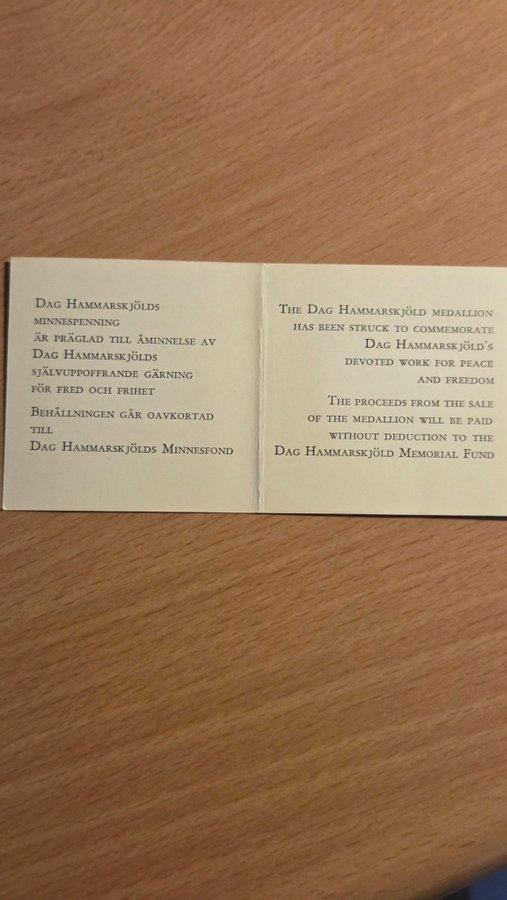 Dag Hammarskjölds
minnespenning
är präglad till åminnelse av
Dag Hammarskjölds
självuppoffrande gärning
för fred och frihet
Behållningen går oavkortad
till
Dag Hammarskjölds Minnesfond
The Dag Hammarskjöld medallion
has been struck to commemorate
Dag Hammarskjöld's
devoted work for peace
and freedom
The proceeds from the sale
of the medallion will be paid
without deduction to the
Dag Hammarskjöld Memorial Fund